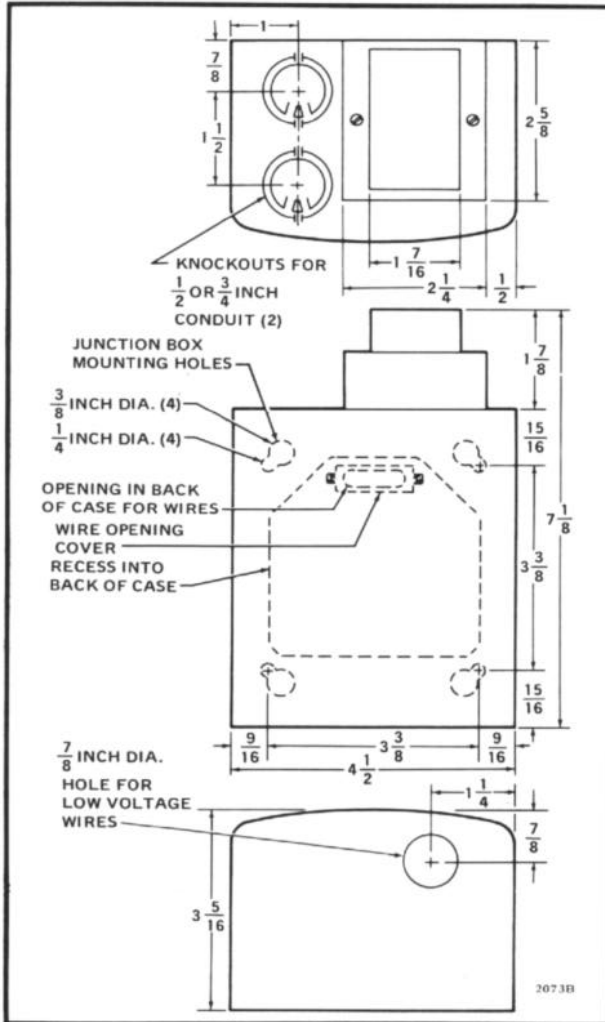 1
7/8
1 1/2
2 5/8
1 7/16
2 1/4
1/2
KNOCKOUTS FOR
1/2 OR 3/4 INCH
CONDUIT (2)
JUNCTION BOX
MOUNTING HOLES
3/8 INCH DIA. (4)
1/4 INCH DIA. (4)
OPENING IN BACK
OF CASE FOR WIRES
WIRE OPENING
COVER
RECESS INTO
BACK OF CASE
1 7/8
15/16
7 1/8
3 3/8
15/16
9/16
3 3/8
9/16
4 1/2
7/8 INCH DIA.
HOLE FOR
LOW VOLTAGE
WIRES
1 1/4
7/8
3 5/16
2073B